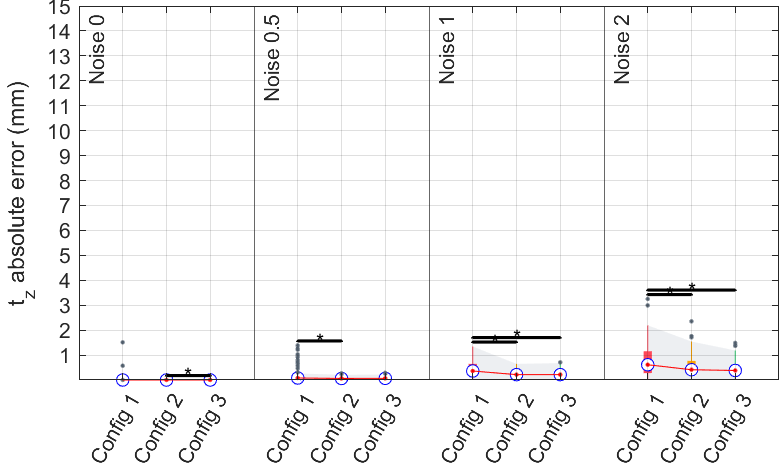 15
14
13
12
11
10
9
8
7
6
5
4
3
2
1
t_z absolute error (mm)
Noise 0
Noise 0.5
Noise 1
Noise 2
*
*
*
*
*
*
Config 1
Config 2
Config 3
Config 1
Config 2
Config 3
Config 1
Config 2
Config 3
Config 1
Config 2
Config 3